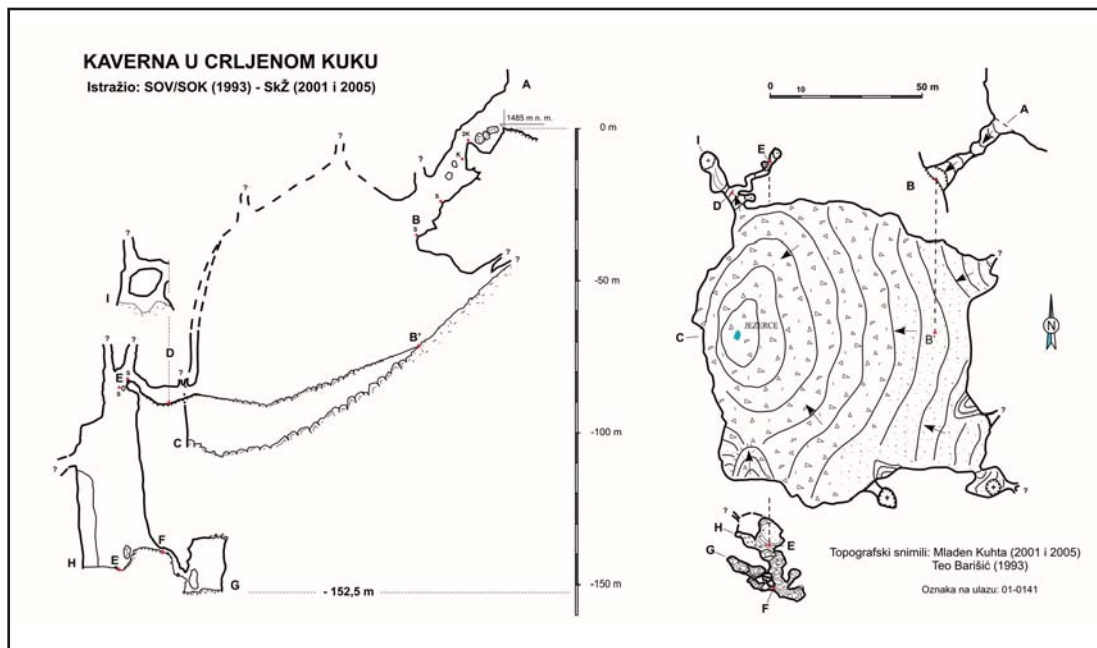 KAVERNA U CRLJENOM KUKU
Istražio: SOV/SOK (1993) - SkŽ (2001 i 2005)
A
1485 m n. m.
0 m
2K
K
?
?
?
S
B
S
?
?
-50 m
I
D
B'
?
?
?
E
S
S
C
-100 m
?
?
F
H
E
G
-150 m
- 152,5 m
0
10
50 m
A
I
E
B
D
?
JEZERCE
C
B'
N
?
?
?
H
E
G
F
Topografski snimili: Mladen Kuhta (2001 i 2005)
Teo Barišić (1993)
Oznaka na ulazu: 01-0141